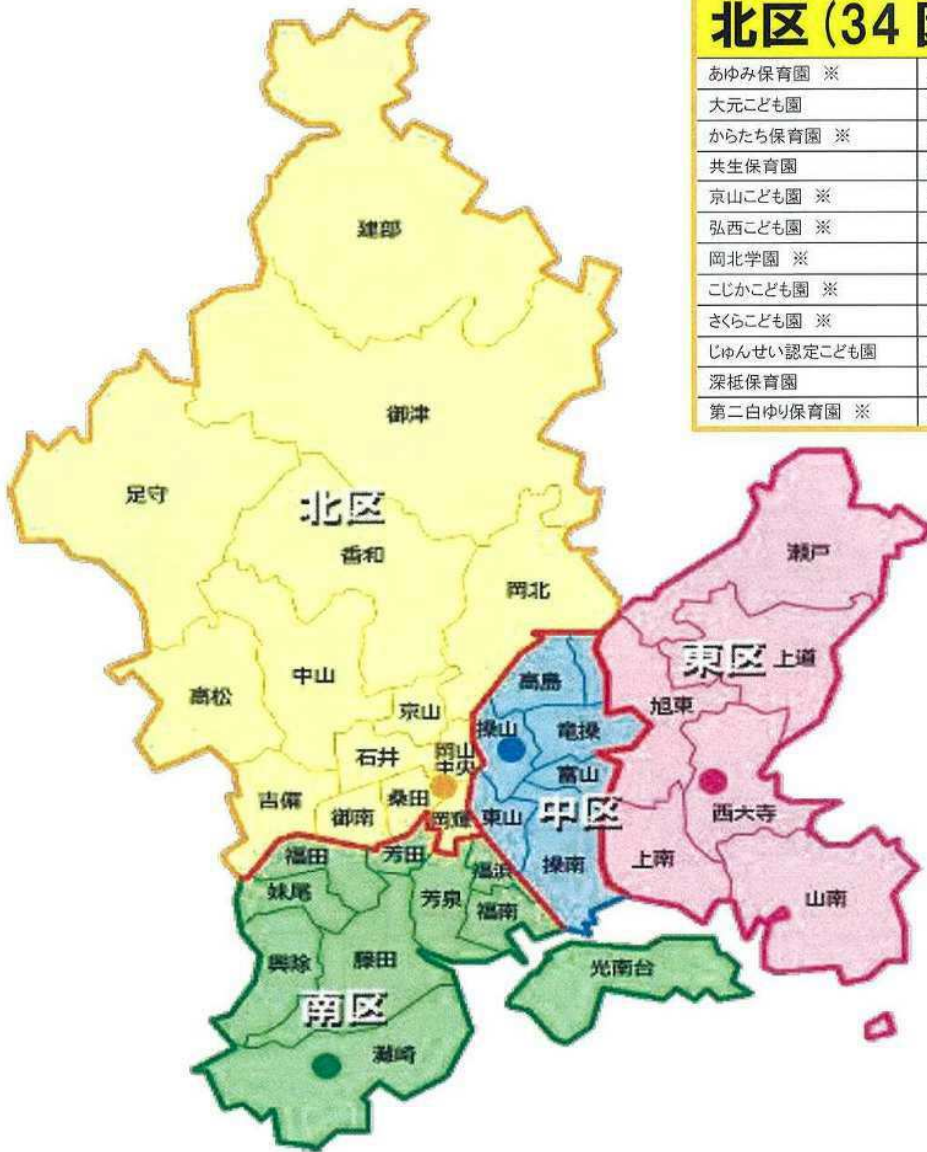 北区 (34
あゆみ保育園 ※
大元こども園
からたち保育園 ※
共生保育園
京山こども園 ※
弘西こども園 ※
岡北学園 ※
こじかこども園 ※
さくらこども園 ※
じゅんせい認定こども園
深柢保育園
第二白ゆり保育園 ※
建部
御津
足守
北区
香和
岡北
瀬戸
東区
上道
高島
中山
高松
京山
旭東
操山
竜操
石井
岡山
中央
富山
吉備
桑田
御南
岡輝
東山
中区
西大寺
福田
芳田
福浜
操南
上南
妹尾
芳泉
福南
山南
興除
藤田
光南台
南区
灘崎